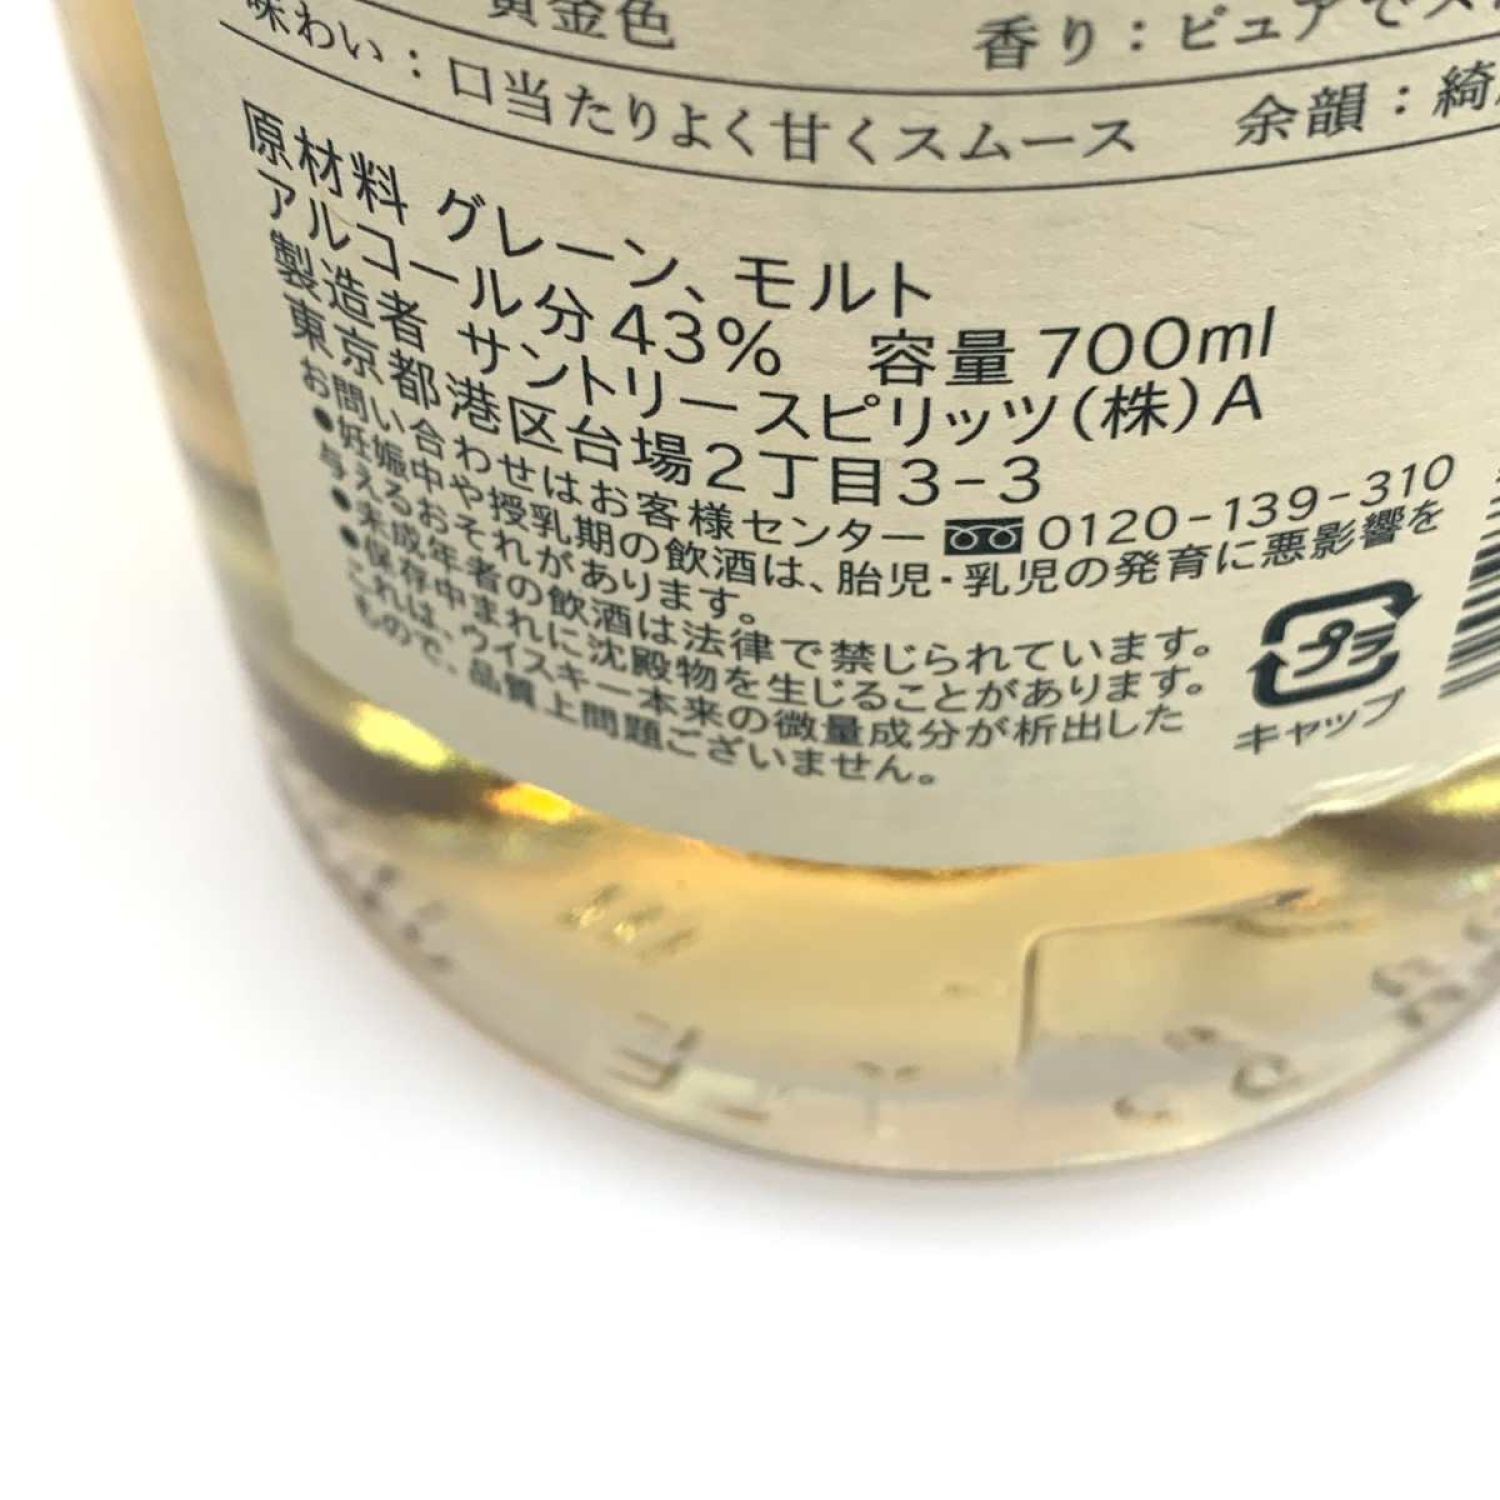 黄金色 香り：ピュアで
味わい：口当たりよく甘くスムース 余韻：綺
原材料 グレーン、モルト
アルコール分43% 容量700ml
製造者 サントリースピリッツ(株)A
東京都港区台場2丁目3-3
お問い合わせはお客様センター 0120-139-310
●妊娠中や授乳期の飲酒は、胎児・乳児の発育に悪影響を
与えるおそれがあります。
●未成年者の飲酒は法律で禁じられています。
●保存中まれに沈殿物を生じることがあります。
これは、ウイスキー本来の微量成分が析出した
もので、品質上問題ございません。
プラ
キャップ